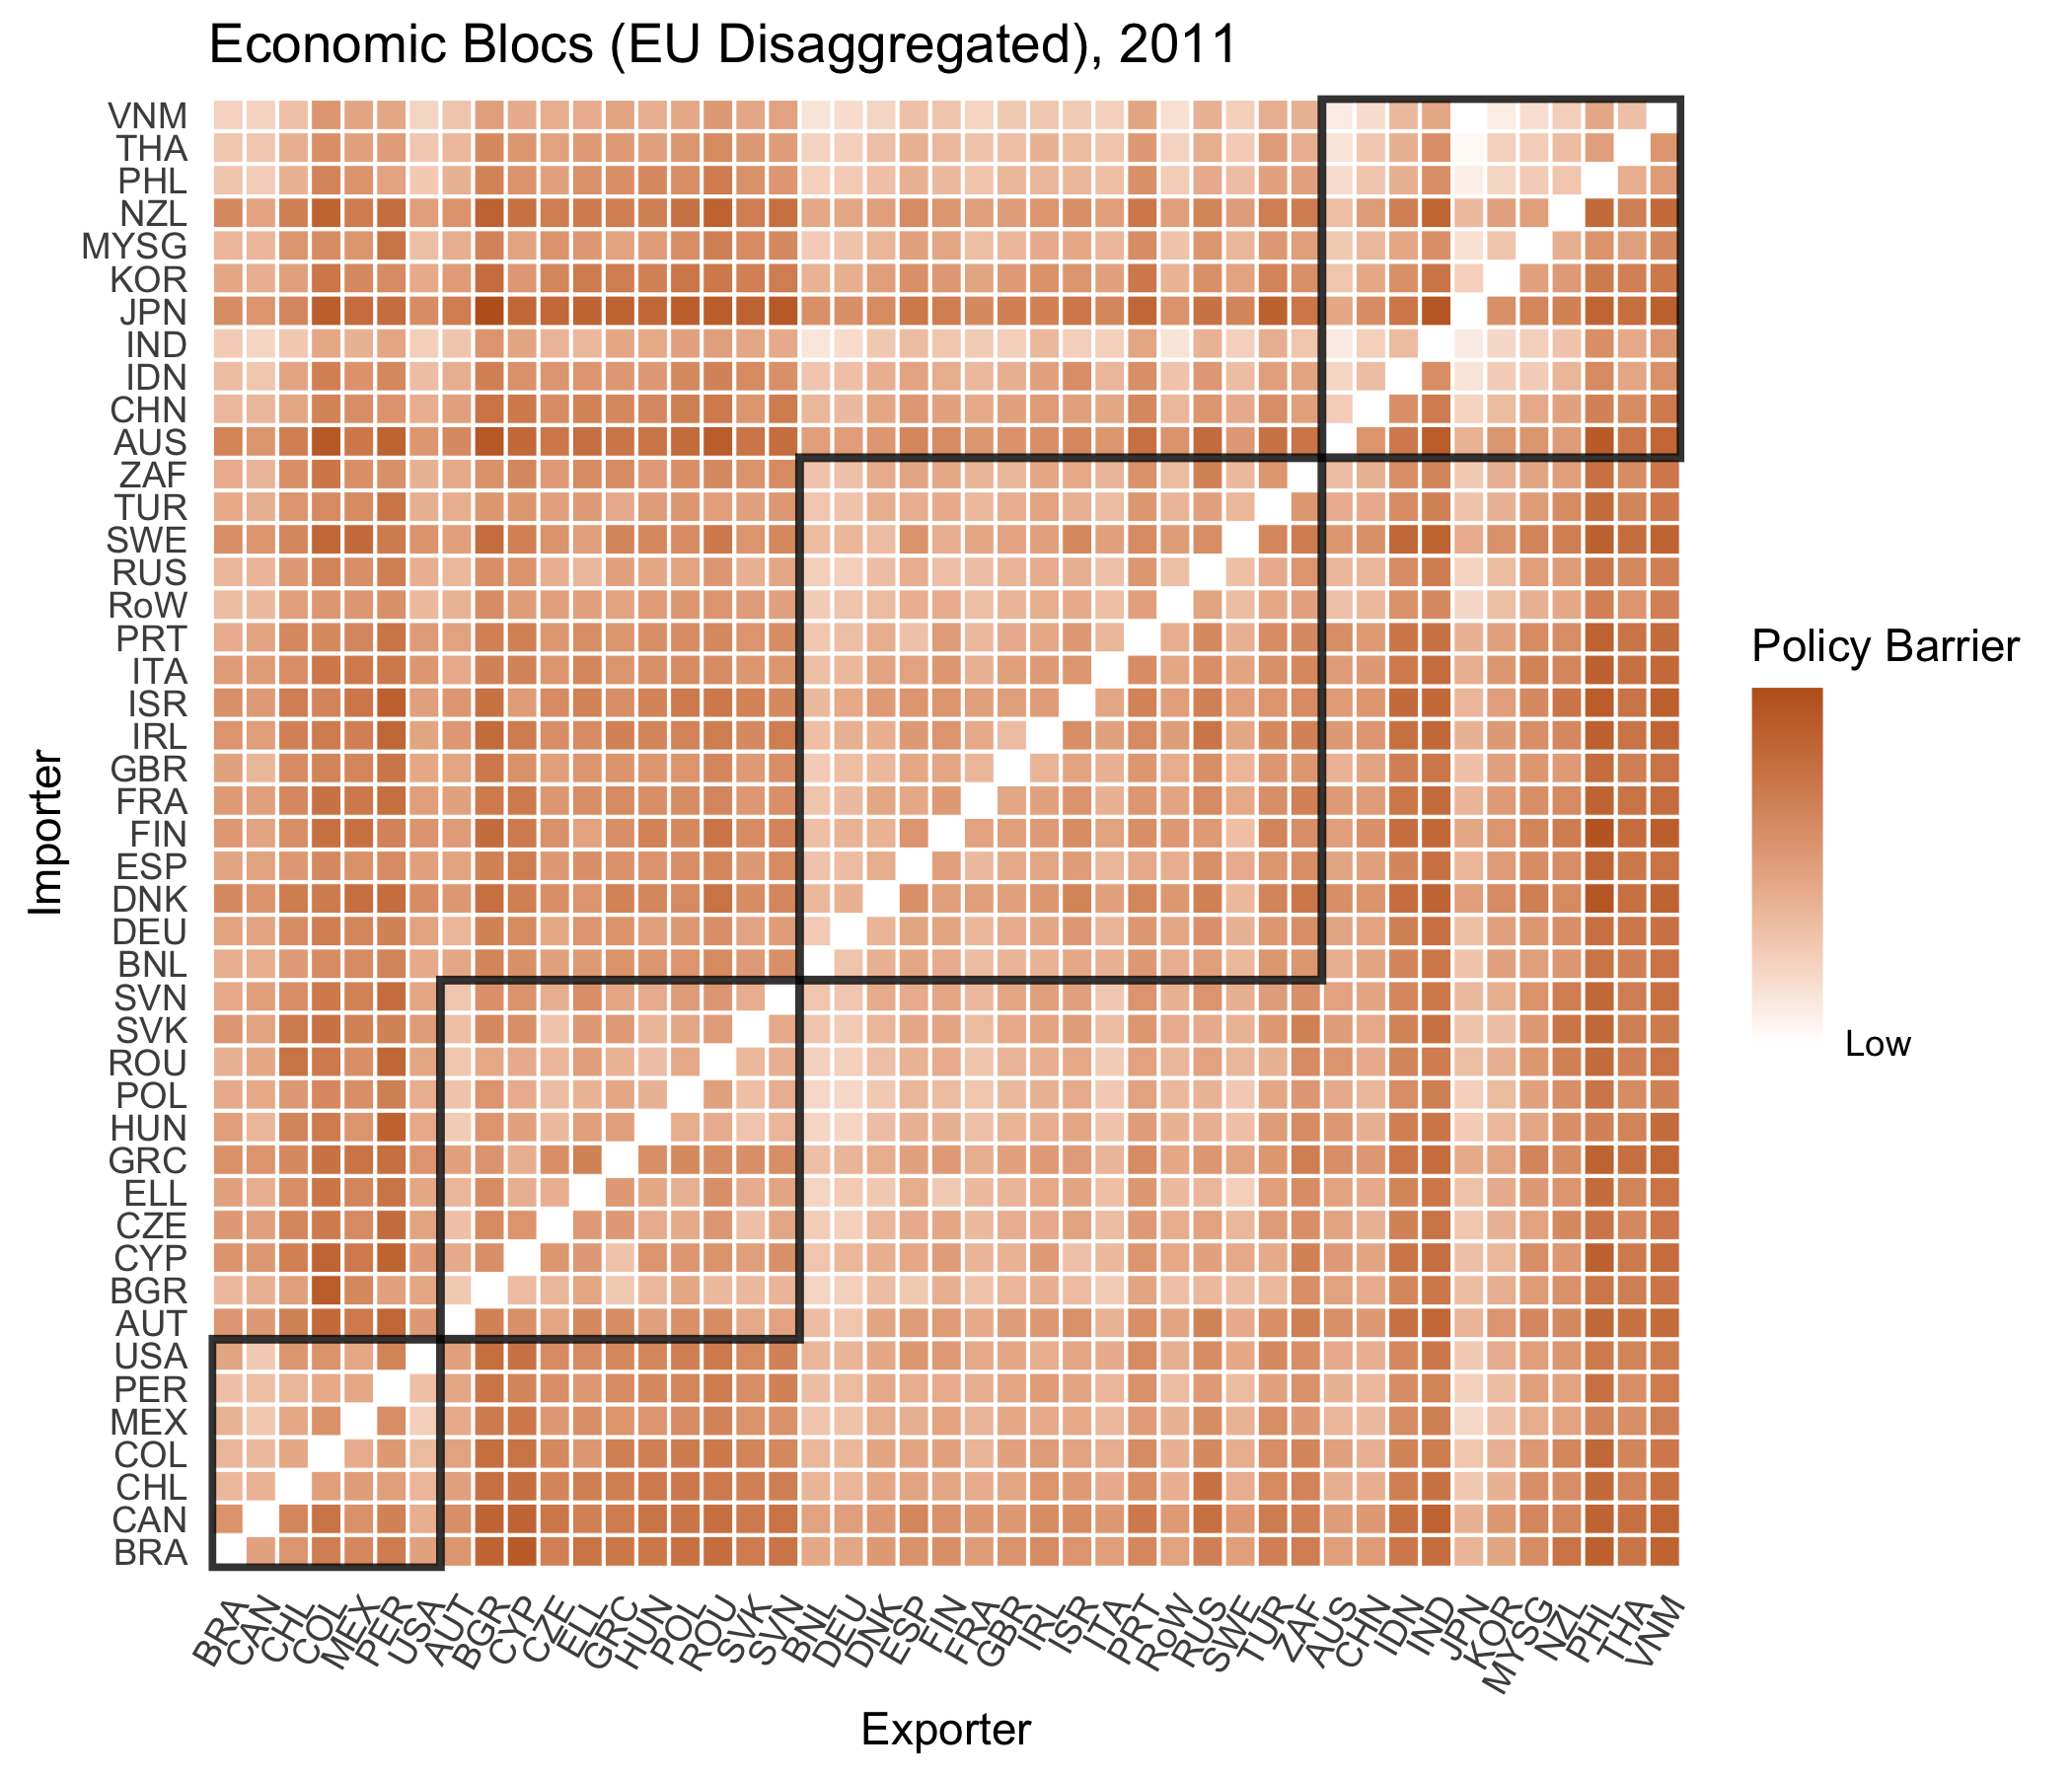 Economic Blocs (EU Disaggregated), 2011
VNM
THA
PHL
NZL
MYSG
KOR
JPN
IND
IDN
CHN
AUS
ZAF
TUR
SWE
RUS
RoW
PRT
ITA
ISR
IRL
GBR
FRA
FIN
ESP
DNK
DEU
BNL
SVN
SVK
ROU
POL
HUN
GRC
ELL
CZE
CYP
BGR
AUT
USA
PER
MEX
COL
CHL
CAN
BRA
Importer
BRA
CAN
CHL
COL
MEX
PER
USA
AUT
BGR
CYP
CZE
ELL
GRC
HUN
POL
ROU
SVK
SVN
BNL
DEU
DNK
ESP
FIN
FRA
GBR
IRL
ISR
ITA
PRT
RoW
RUS
SWE
TUR
ZAF
AUS
CHN
IDN
IND
JPN
KOR
MYSG
NZL
PHL
THA
VNM
Exporter
Policy Barrier
Low